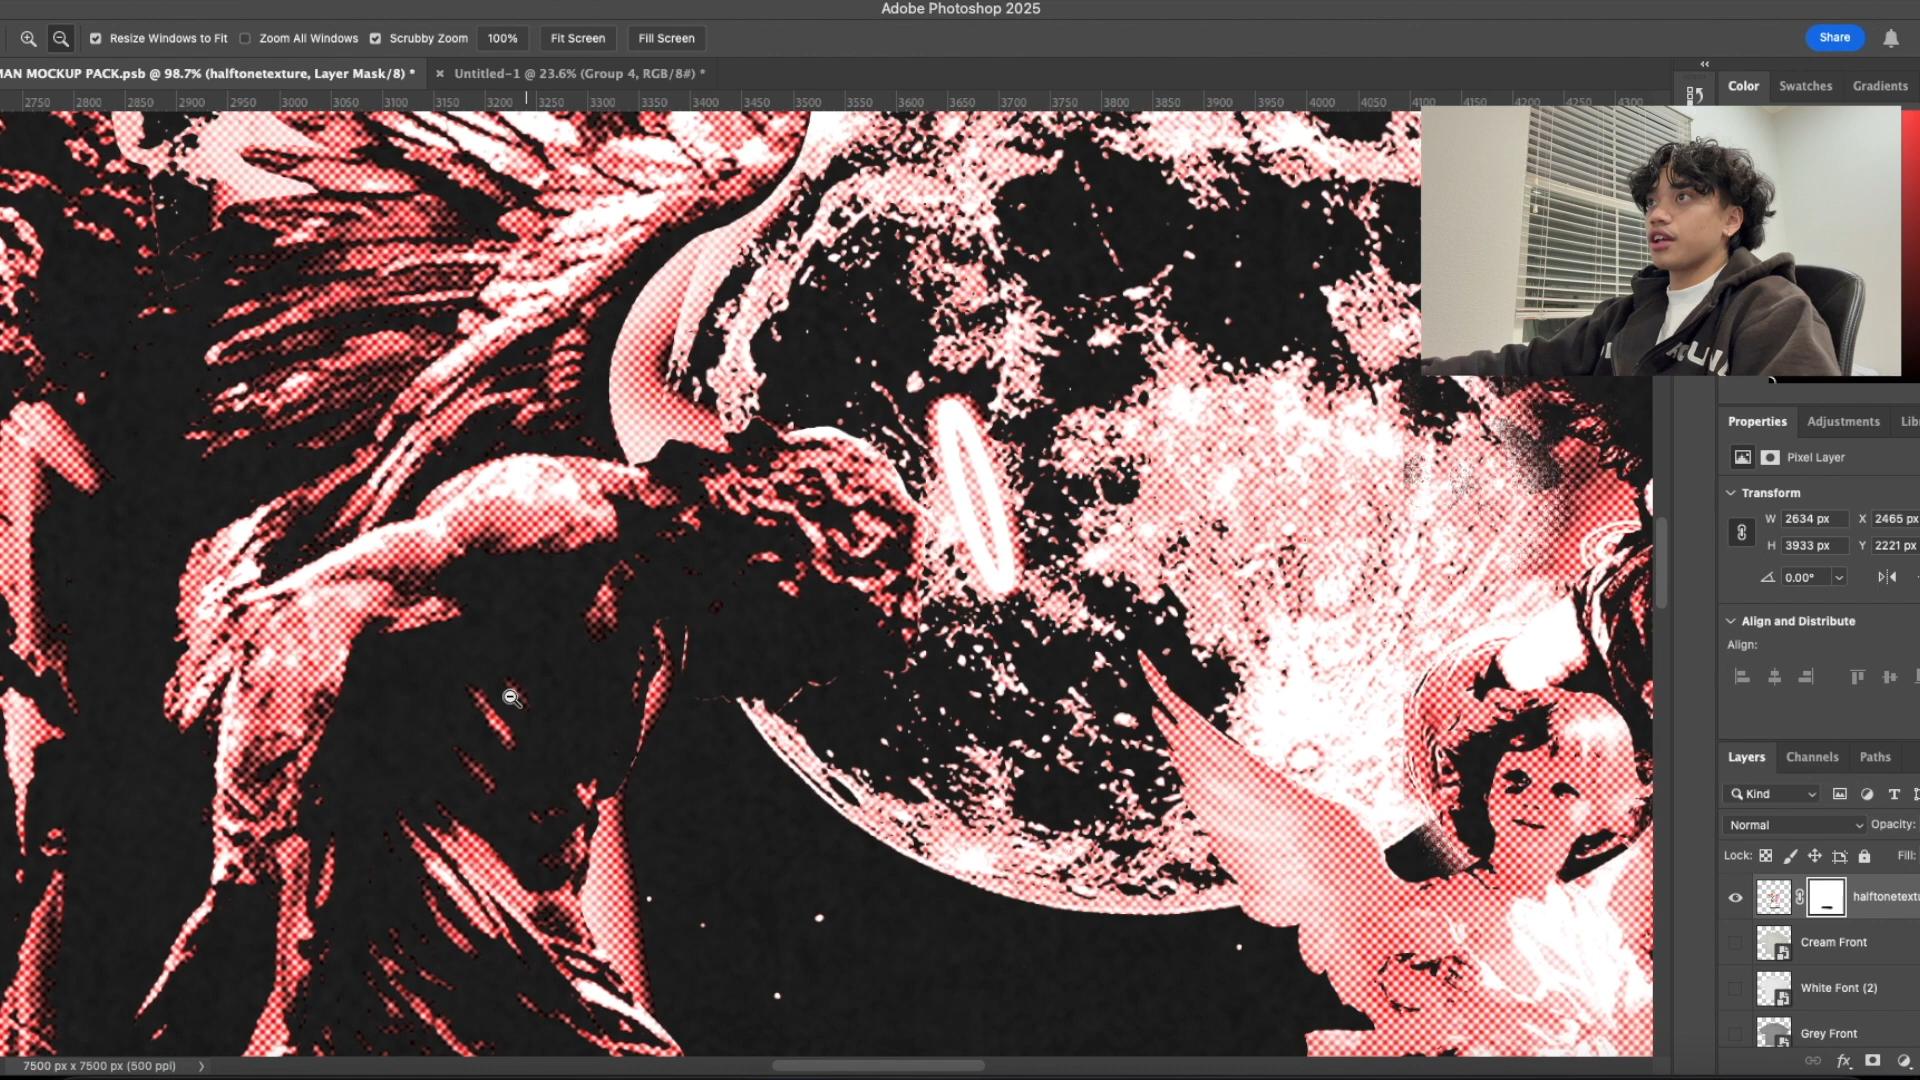 Adobe Photoshop 2025
Resize Windows to Fit Zoom All Windows Scrubby Zoom 100% Fit Screen Fill Screen Share
MAN MOCKUP PACK.psb @ 98.7% (halftonetexture, Layer Mask/8) * × Untitled-1 @ 23.6% (Group 4, RGB/8#) *
2750 2800 2850 2900 2950 3000 3050 3100 3150 3200 3250 3300 3350 3400 3450 3500 3550 3600 3650 3700 3750 3800 3850 3900 3950 4000 4050 4100 4150 4200 4250 4300
Color Swatches Gradients
Properties Adjustments Lib
Pixel Layer
Transform
W 2634 px X 2465 px
H 3933 px Y 2221 px
0.00°
Align and Distribute
Align:
Layers Channels Paths
Kind
Normal Opacity:
Lock: Fill:
halftonetextu
Cream Front
White Font (2)
Grey Front
fx
7500 px x 7500 px (500 ppi)